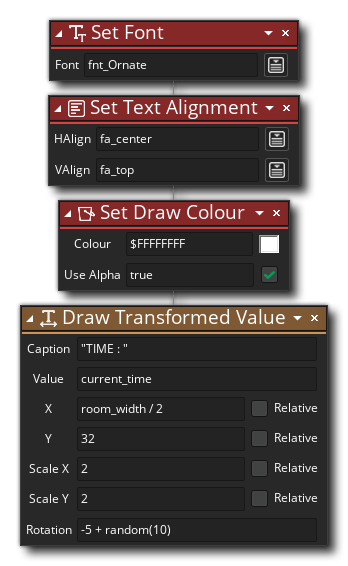 Set Font
Font fnt_Ornate
Set Text Alignment
HAlign fa_center
VAlign fa_top
Set Draw Colour
Colour $FFFFFFFF
Use Alpha true
Draw Transformed Value
Caption "TIME : "
Value current_time
X room_width / 2 Relative
Y 32 Relative
Scale X 2 Relative
Scale Y 2 Relative
Rotation -5 + random(10)